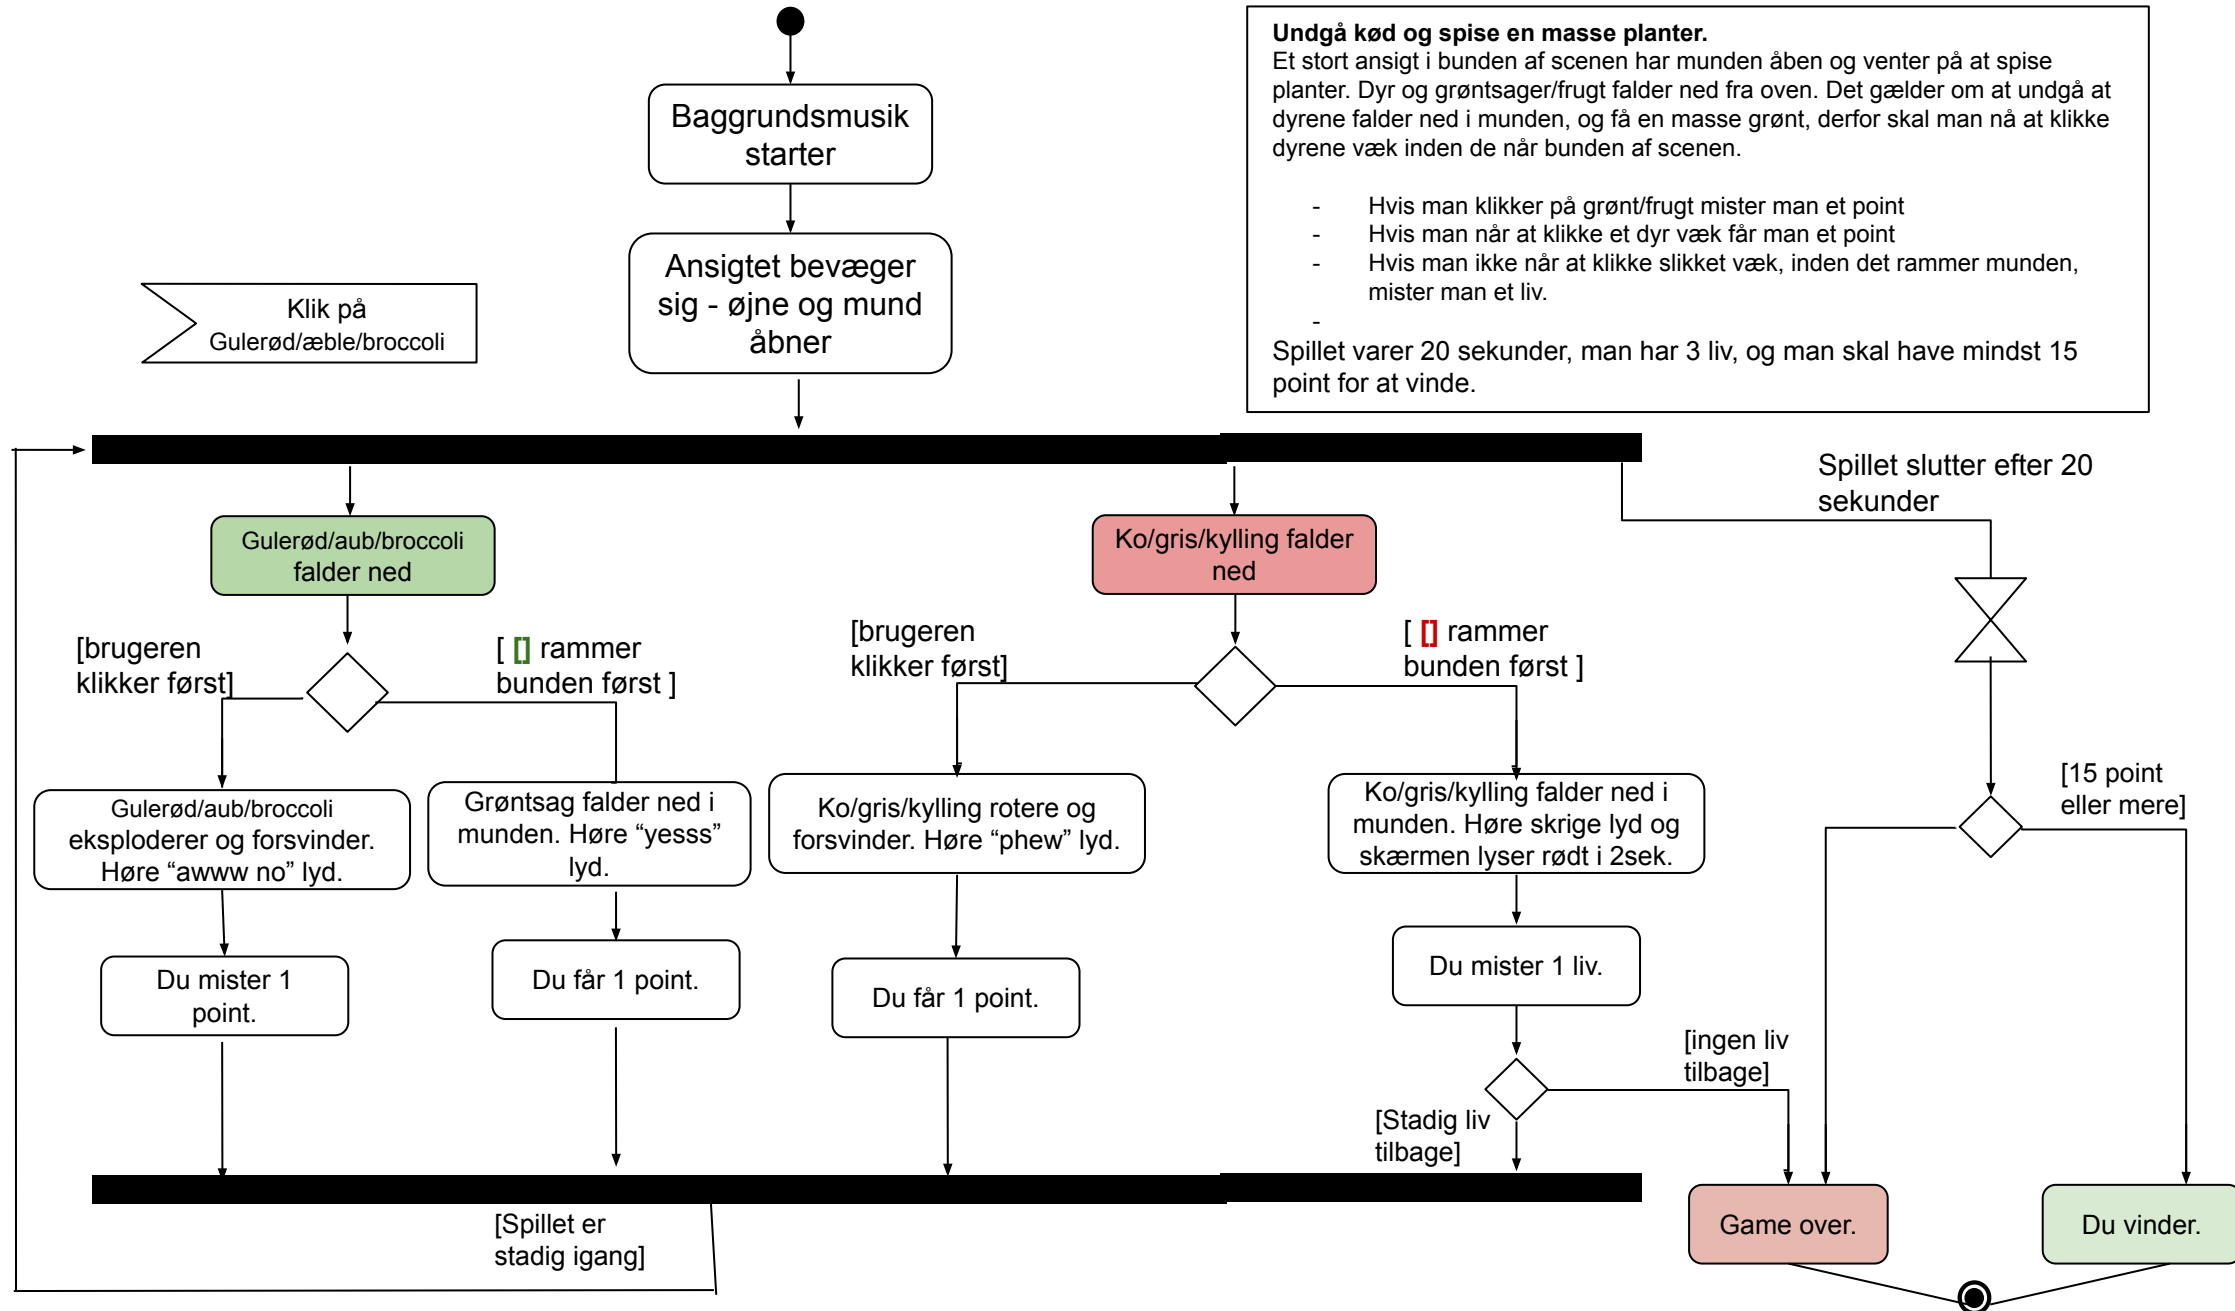 Undgå kød og spise en masse planter.
Et stort ansigt i bunden af scenen har munden åben og venter på at spise
planter. Dyr og grøntsager/frugt falder ned fra oven. Det gælder om at undgå at
dyrene falder ned i munden, og få en masse grønt, derfor skal man nå at klikke
dyrene væk inden de når bunden af scenen.
- Hvis man klikker på grønt/frugt mister man et point
- Hvis man når at klikke et dyr væk får man et point
- Hvis man ikke når at klikke slikket væk, inden det rammer munden,
mister man et liv.
-
Spillet varer 20 sekunder, man har 3 liv, og man skal have mindst 15
point for at vinde.
Baggrundsmusik
starter
Ansigtet bevæger
sig - øjne og mund
åbner
Klik på
Gulerød/æble/broccoli
Spillet slutter efter 20
sekunder
Gulerød/aub/broccoli
falder ned
Ko/gris/kylling falder
ned
[brugeren
klikker først]
[ [] rammer
bunden først ]
[brugeren
klikker først]
[ [] rammer
bunden først ]
Gulerød/aub/broccoli
eksploderer og forsvinder.
Høre “awww no” lyd.
Grøntsag falder ned i
munden. Høre “yesss”
lyd.
Ko/gris/kylling rotere og
forsvinder. Høre “phew” lyd.
Ko/gris/kylling falder ned i
munden. Høre skrige lyd og
skærmen lyser rødt i 2sek.
[15 point
eller mere]
Du mister 1
point.
Du får 1 point.
Du får 1 point.
Du mister 1 liv.
[ingen liv
tilbage]
[Stadig liv
tilbage]
[Spillet er
stadig igang]
Game over.
Du vinder.